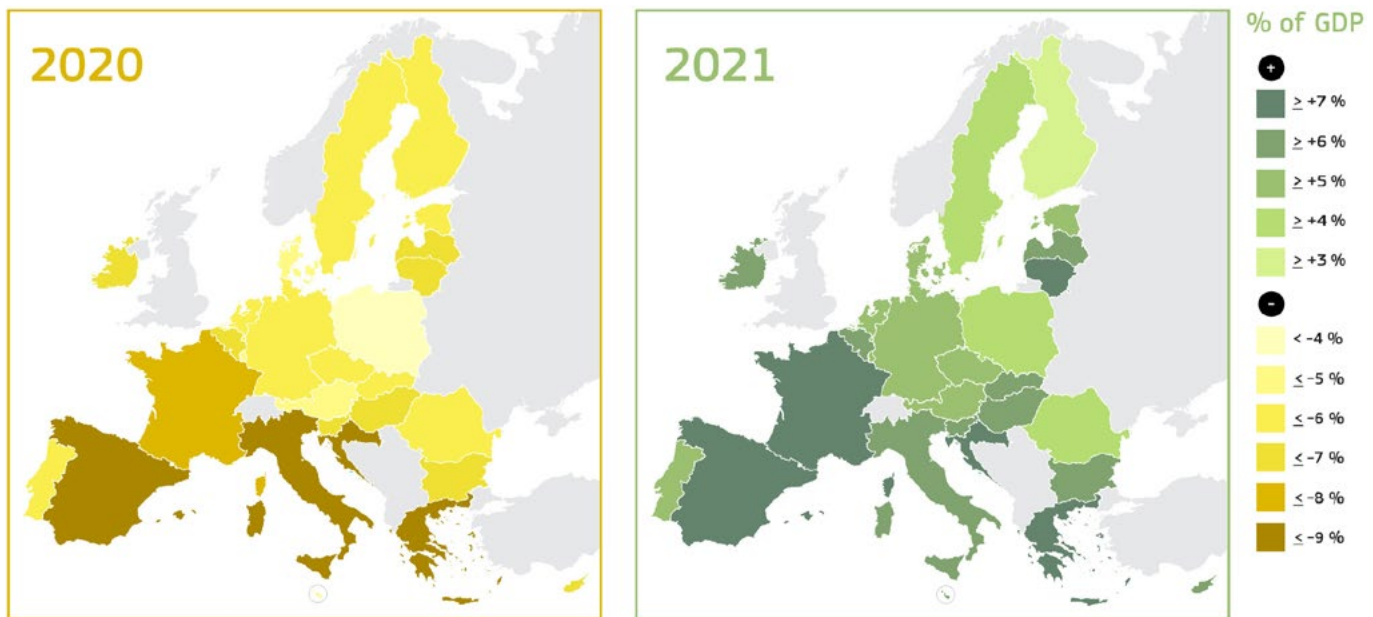 2020
2021
% of GDP
+
≥ +7 %
≥ +6 %
≥ +5 %
≥ +4 %
≥ +3 %
-
< -4 %
≤ -5 %
≤ -6 %
≤ -7 %
≤ -8 %
≤ -9 %